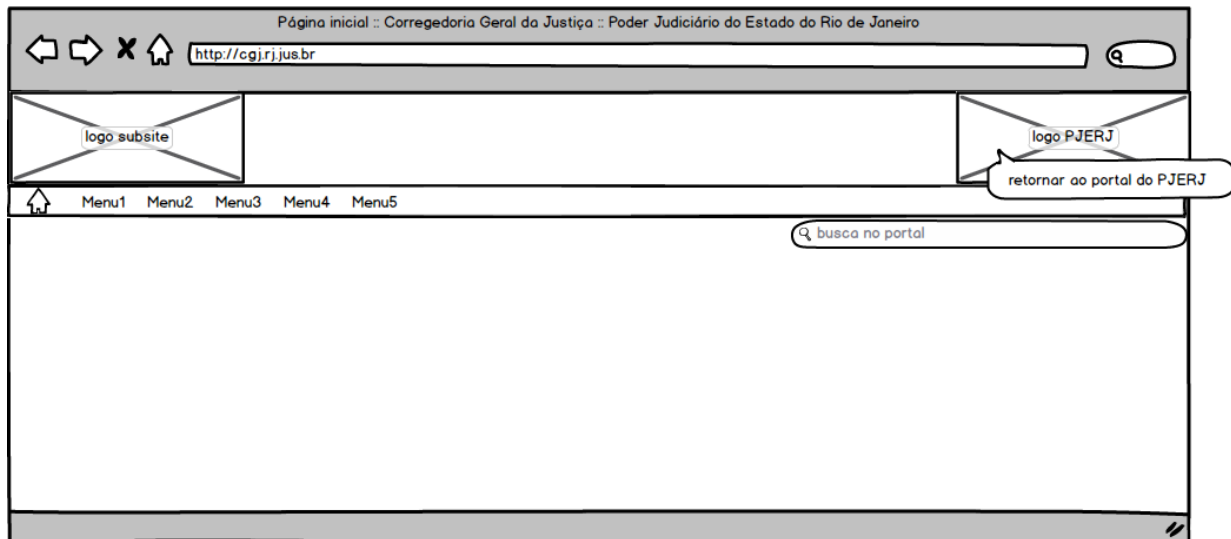 Página inicial :: Corregedoria Geral da Justiça :: Poder Judiciário do Estado do Rio de Janeiro
http://cgj.rj.jus.br
logo subsite
logo PJERJ
retornar ao portal do PJERJ
Menu1 Menu2 Menu3 Menu4 Menu5
busca no portal